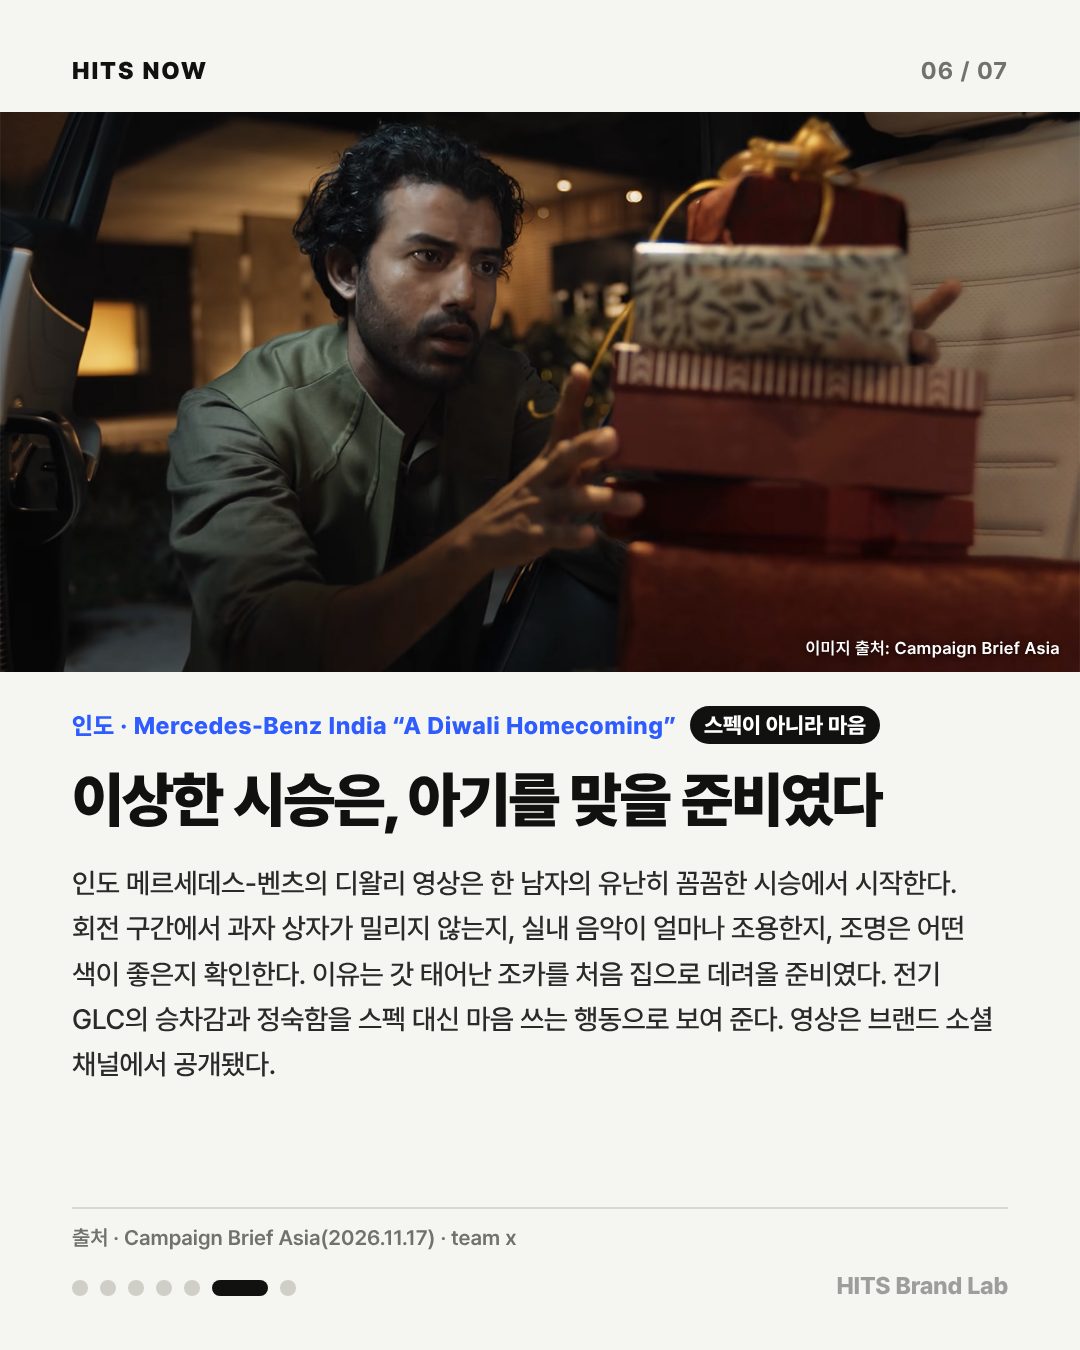 HITS NOW
06 / 07
이미지 출처: Campaign Brief Asia
인도 · Mercedes-Benz India “A Diwali Homecoming” 스펙이 아니라 마음
이상한 시승은, 아기를 맞을 준비였다
인도 메르세데스-벤츠의 디왈리 영상은 한 남자의 유난히 꼼꼼한 시승에서 시작한다.
회전 구간에서 과자 상자가 밀리지 않는지, 실내 음악이 얼마나 조용한지, 조명은 어떤
색이 좋은지 확인한다. 이유는 갓 태어난 조카를 처음 집으로 데려올 준비였다. 전기
GLC의 승차감과 정숙함을 스펙 대신 마음 쓰는 행동으로 보여 준다. 영상은 브랜드 소셜
채널에서 공개됐다.
출처 · Campaign Brief Asia(2026.11.17) · team x
HITS Brand Lab